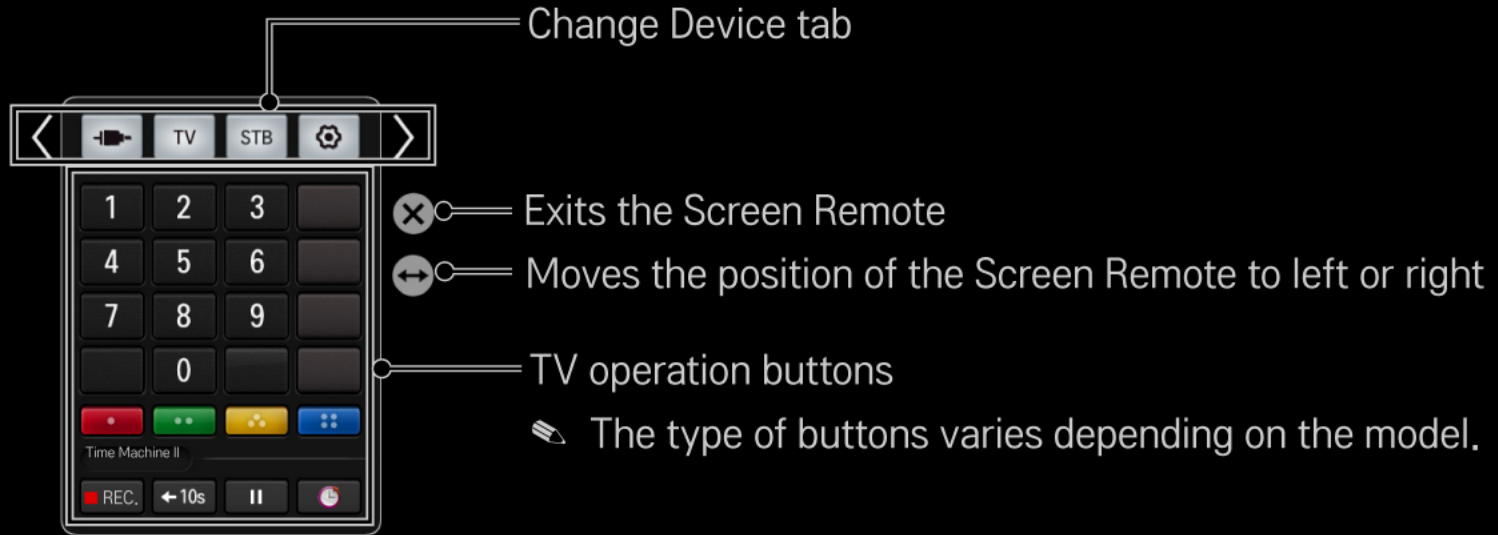 Change Device tab
TV STB
1 2 3
Exits the Screen Remote
4 5 6
Moves the position of the Screen Remote to left or right
7 8 9
0
TV operation buttons
The type of buttons varies depending on the model.
Time Machine II
REC. 10s